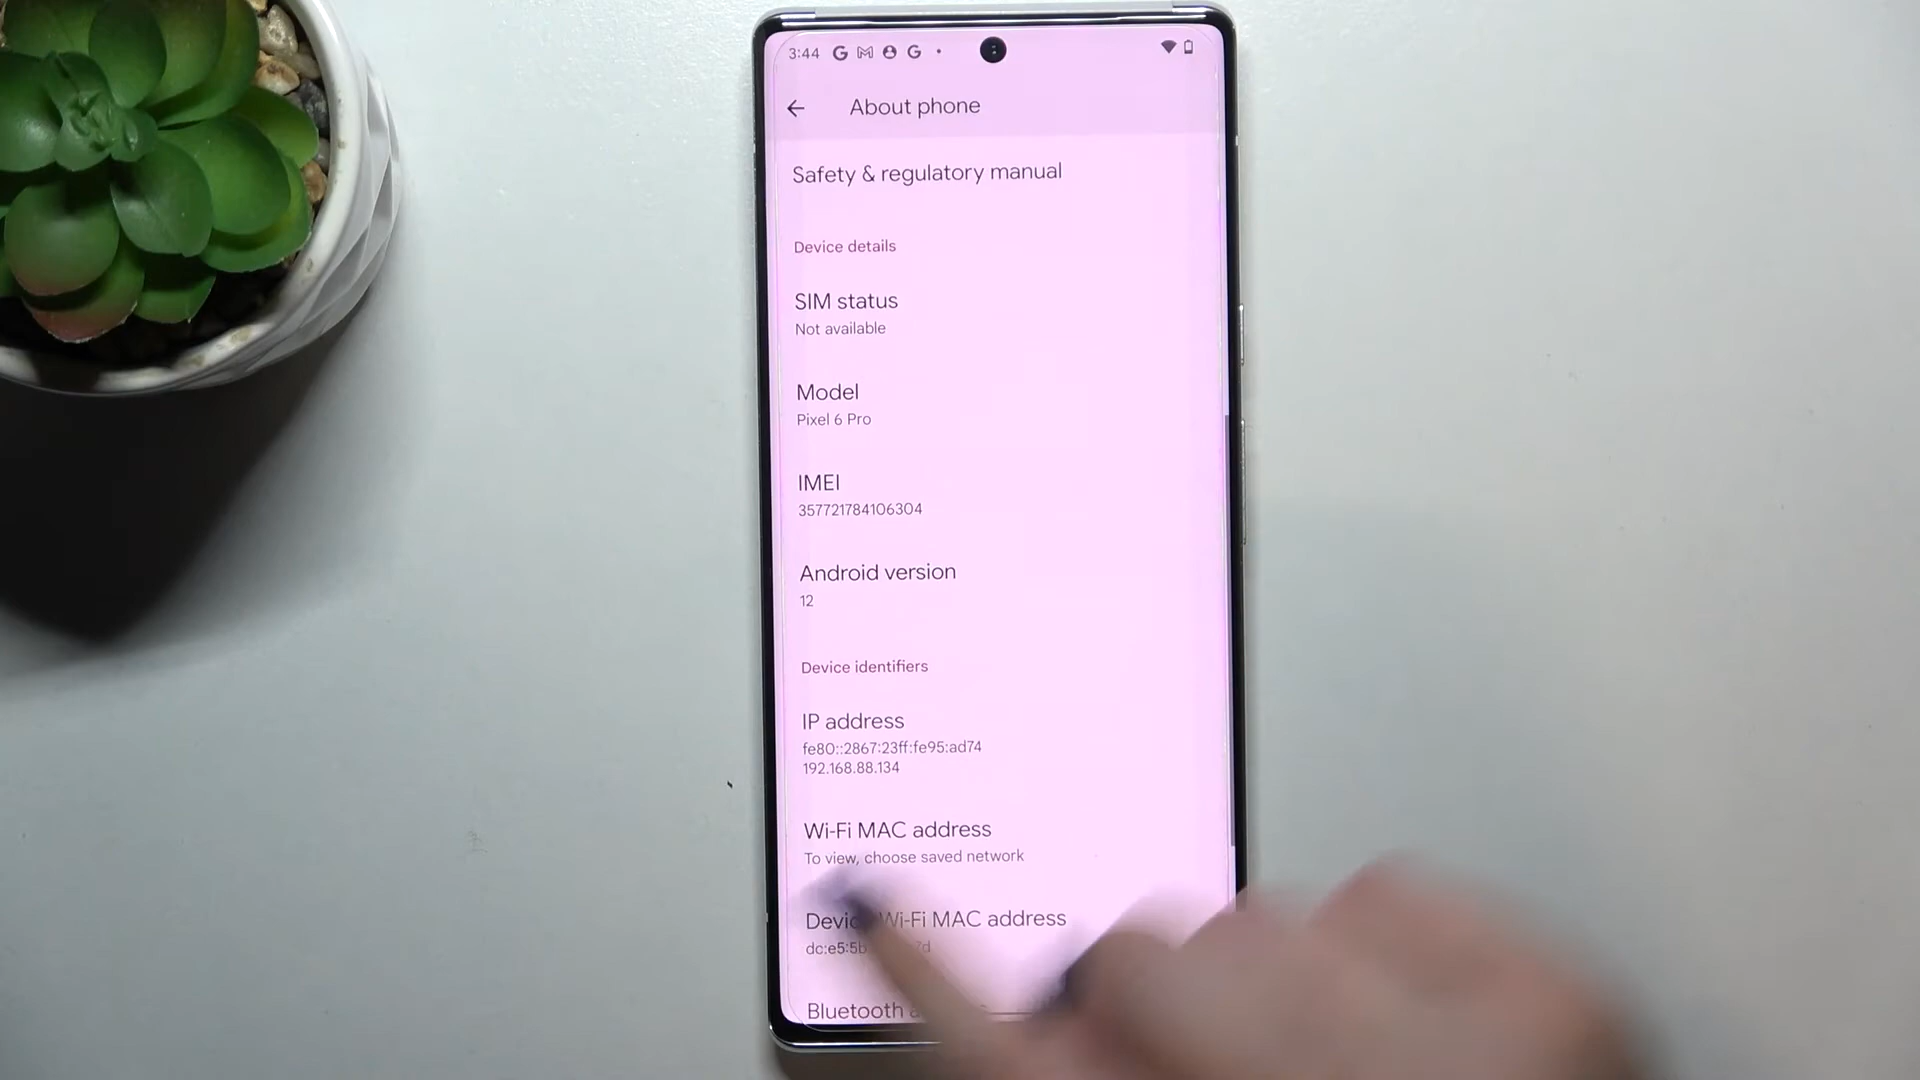 3:44
About phone
Safety & regulatory manual
Device details
SIM status
Not available
Model
Pixel 6 Pro
IMEI
357721784106304
Android version
12
Device identifiers
IP address
fe80::2867:23ff:fe95:ad74
192.168.88.134
Wi-Fi MAC address
To view, choose saved network
Wi-Fi MAC address
dc:e5:5b
Bluetooth